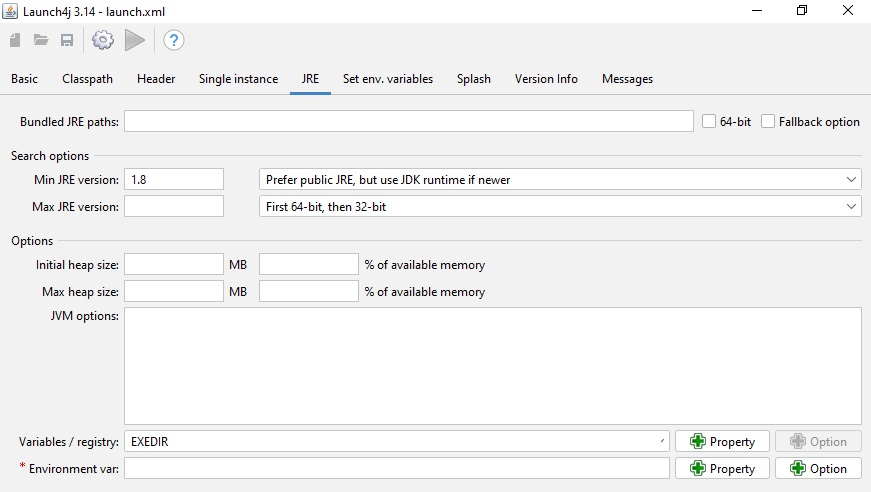 Launch4j 3.14 - launch.xml
?
Basic Classpath Header Single instance JRE Set env. variables Splash Version Info Messages
Bundled JRE paths: 64-bit Fallback option
Search options
Min JRE version: 1.8 Prefer public JRE, but use JDK runtime if newer
Max JRE version: First 64-bit, then 32-bit
Options
Initial heap size: MB % of available memory
Max heap size: MB % of available memory
JVM options:
Variables / registry: EXEDIR Property Option
* Environment var: Property Option